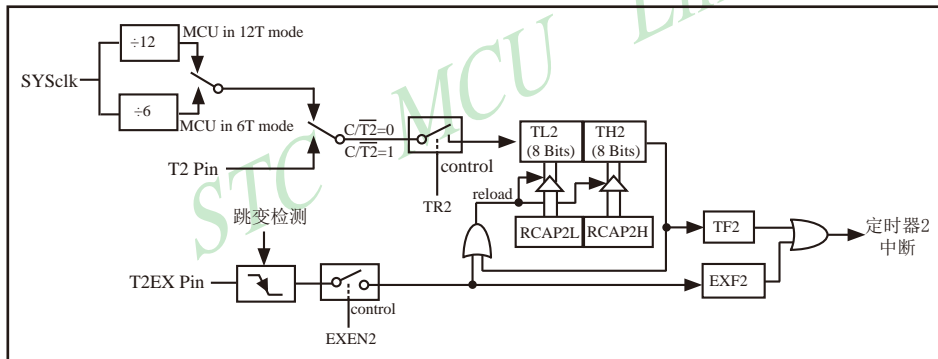 STC MCU Lim
÷12
MCU in 12T mode
SYSclk
÷6
MCU in 6T mode
C/T2=0
C/T2=1
T2 Pin
control
TR2
TL2
(8 Bits)
TH2
(8 Bits)
reload
RCAP2L
RCAP2H
TF2
定时器2
中断
跳变检测
T2EX Pin
control
EXEN2
EXF2